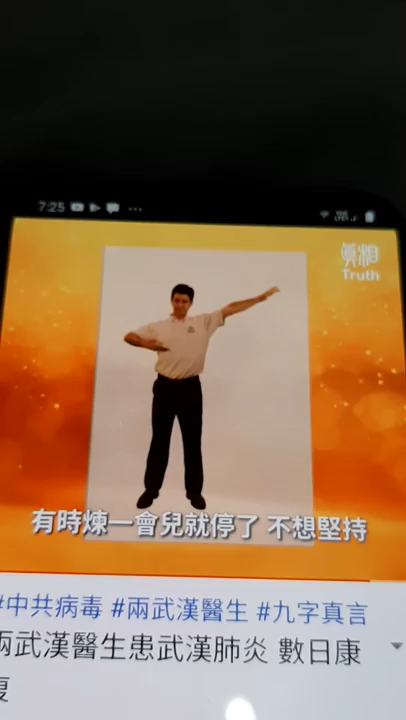 7:25
真相
Truth
有時煉一會兒就停了 不想堅持
#中共病毒 #兩武漢醫生 #九字真言
兩武漢醫生患武漢肺炎 數日康
復